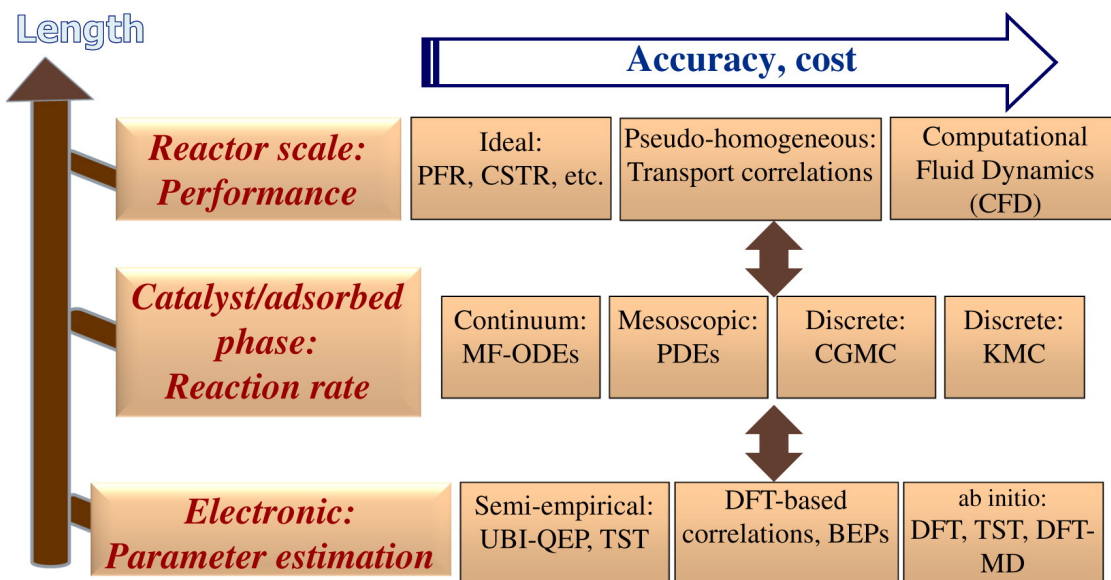 Length
Accuracy, cost
Reactor scale:
Performance
Ideal:
PFR, CSTR, etc.
Pseudo-homogeneous:
Transport correlations
Computational
Fluid Dynamics
(CFD)
Catalyst/adsorbed
phase:
Reaction rate
Continuum:
MF-ODEs
Mesoscopic:
PDEs
Discrete:
CGMC
Discrete:
KMC
Electronic:
Parameter estimation
Semi-empirical:
UBI-QEP, TST
DFT-based
correlations, BEPs
ab initio:
DFT, TST, DFT-
MD